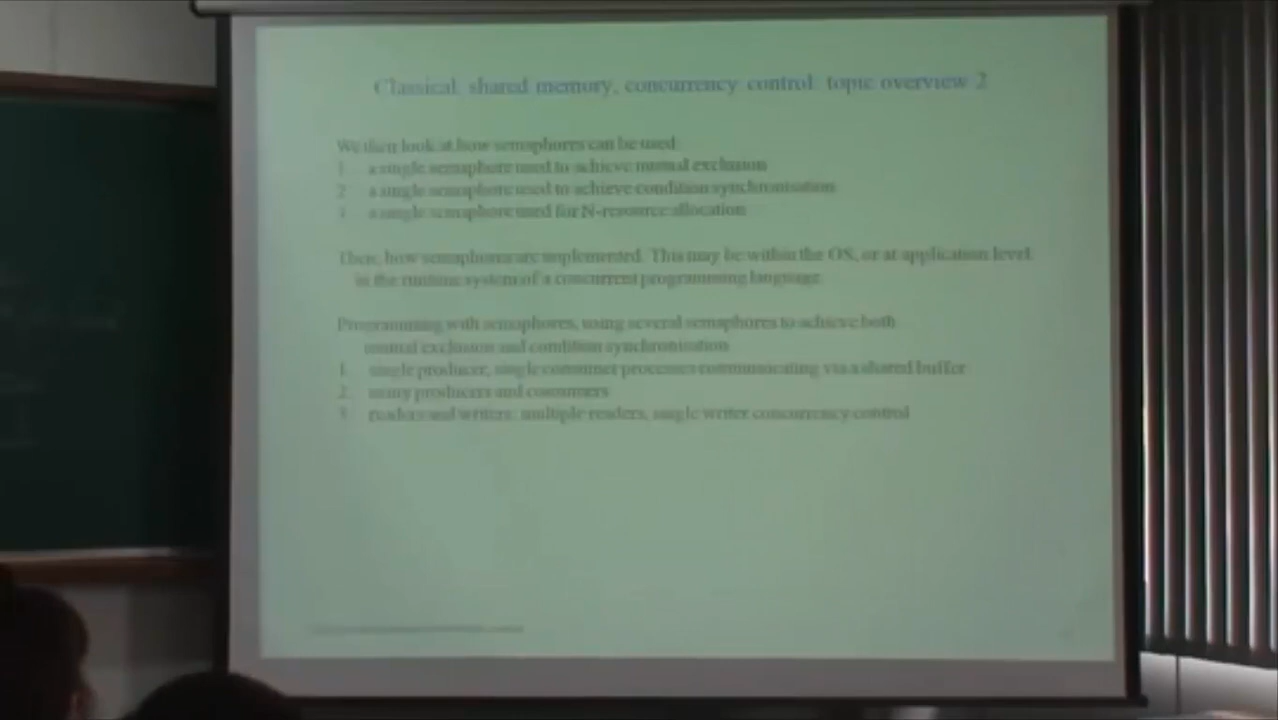 Classical shared memory, concurrency control: topic overview 2
We then look at how semaphores can be used:
1. a single semaphore used to achieve mutual exclusion
2. a single semaphore used to achieve condition synchronisation
3. a single semaphore used for N-resource allocation
Then, how semaphores are implemented. This may be within the OS, or at application level
in the runtime system of a concurrent programming language
Programming with semaphores, using several semaphores to achieve both
mutual exclusion and condition synchronisation
1. single producer, single consumer processes communicating via a shared buffer
2. many producers and consumers
3. readers and writers: multiple readers, single writer concurrency control